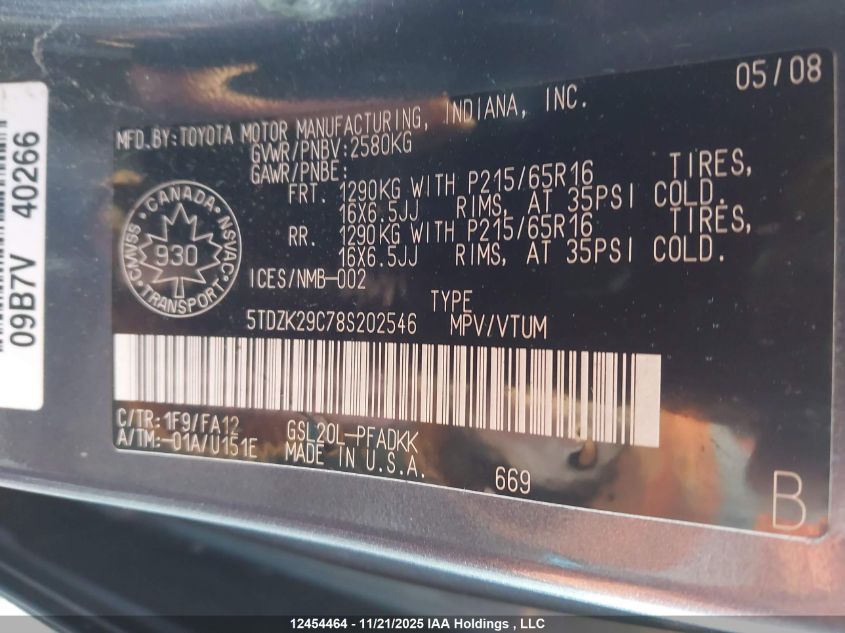 05/08
MFD.BY:TOYOTA MOTOR MANUFACTURING, INDIANA, INC.
GVWR/PNBV:2580KG
GAWR/PNBE:
FRT. 1290KG WITH P215/65R16 TIRES,
16X6.5JJ RIMS, AT 35PSI COLD.
RR. 1290KG WITH P215/65R16 TIRES,
16X6.5JJ RIMS, AT 35PSI COLD.
ICES/NMB-002
CANADA
CMVSS NSVAC
930
TRANSPORT
TYPE
5TDZK29C78S202546 MPV/VTUM
C/TR:1F9/FA12 GSL20L-PFADKK
A/TM:-01A/U151E MADE IN U.S.A.
669
B
09B7V 40266
12454464 - 11/21/2025 IAA Holdings , LLC